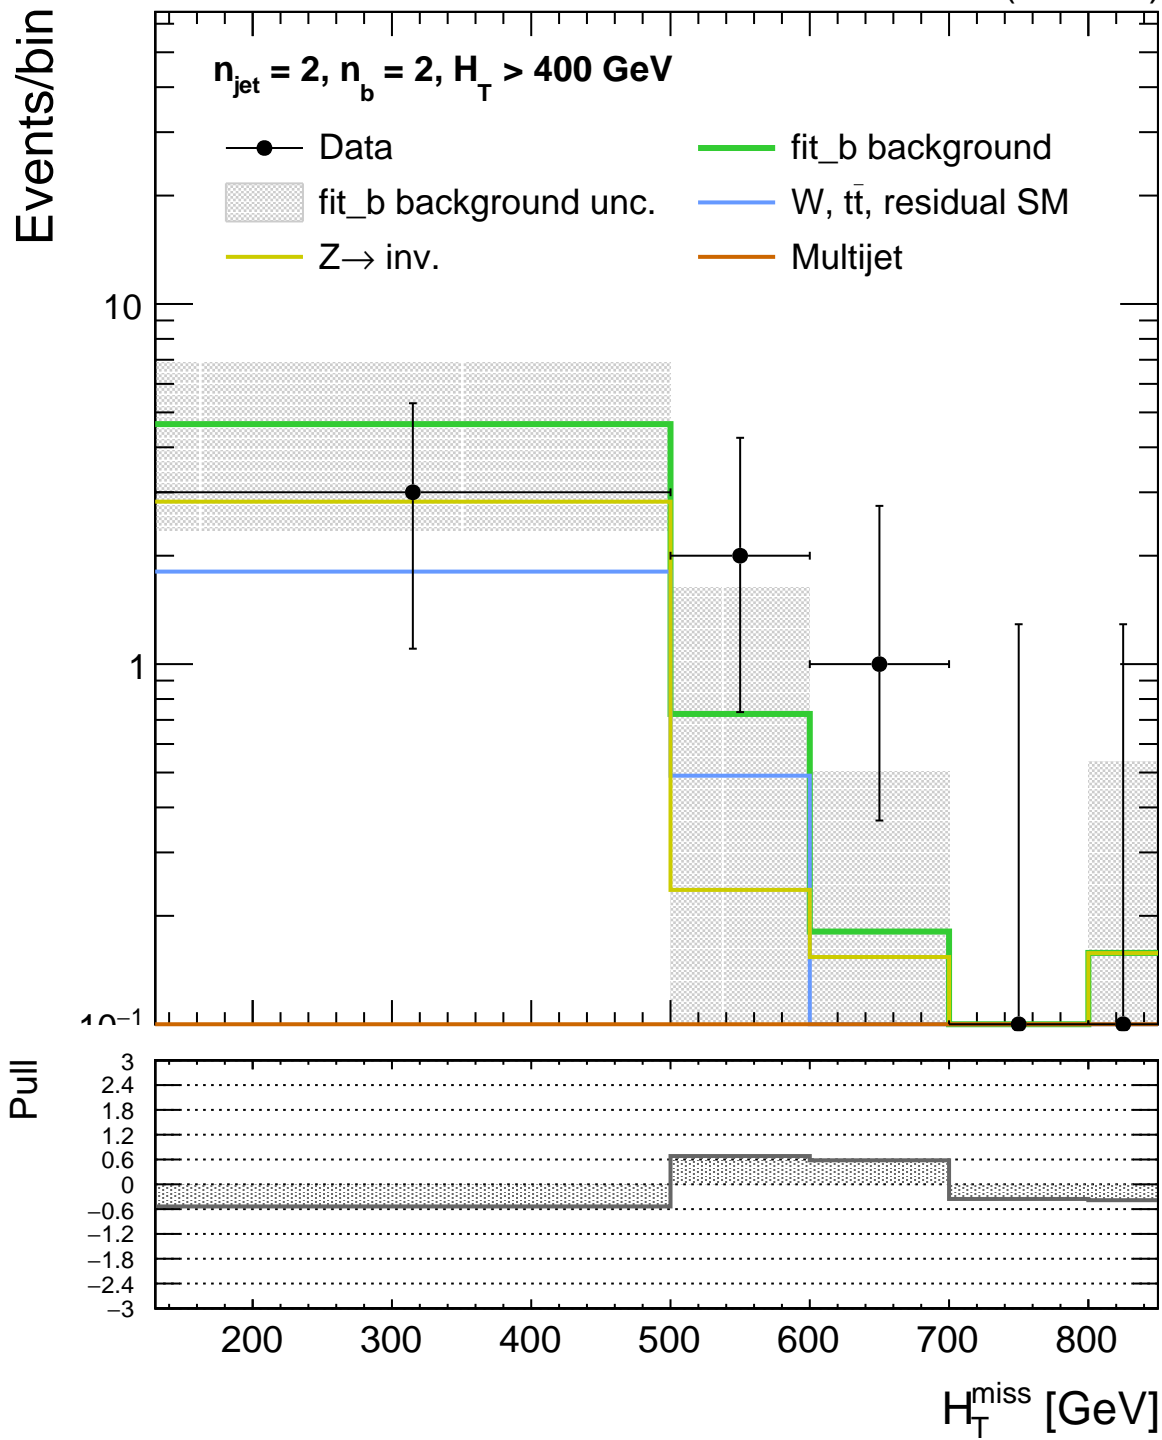 Events/bin
n_jet = 2, n_b = 2, H_T > 400 GeV
Data
fit_b background
fit_b background unc.
W, tt̄, residual SM
Z→ inv.
Multijet
10
1
10⁻¹
Pull
3
2.4
1.8
1.2
0.6
0
−0.6
−1.2
−1.8
−2.4
−3
200 300 400 500 600 700 800
H_T^miss [GeV]